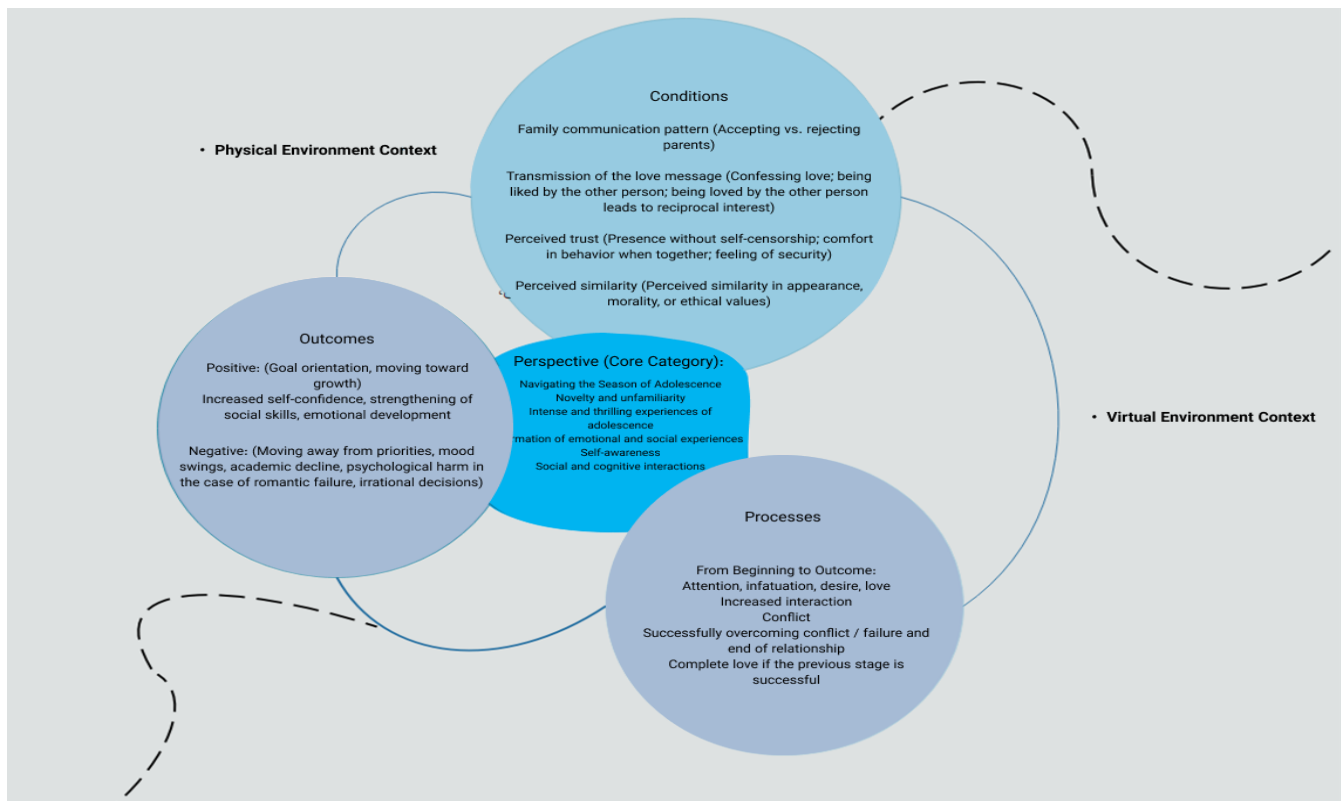 Conditions
Family communication pattern (Accepting vs. rejecting
parents)
Transmission of the love message (Confessing love; being
liked by the other person; being loved by the other person
leads to reciprocal interest)
Perceived trust (Presence without self-censorship; comfort
in behavior when together; feeling of security)
Perceived similarity (Perceived similarity in appearance,
morality, or ethical values)
• Physical Environment Context
Outcomes
Positive: (Goal orientation, moving toward
growth)
Increased self-confidence, strengthening of
social skills, emotional development
Negative: (Moving away from priorities, mood
swings, academic decline, psychological harm in
the case of romantic failure, irrational decisions)
Perspective (Core Category):
Navigating the Season of Adolescence
Novelty and unfamiliarity
Intense and thrilling experiences of
adolescence
rmation of emotional and social experiences
Self-awareness
Social and cognitive interactions
• Virtual Environment Context
Processes
From Beginning to Outcome:
Attention, infatuation, desire, love
Increased interaction
Conflict
Successfully overcoming conflict / failure and
end of relationship
Complete love if the previous stage is
successful